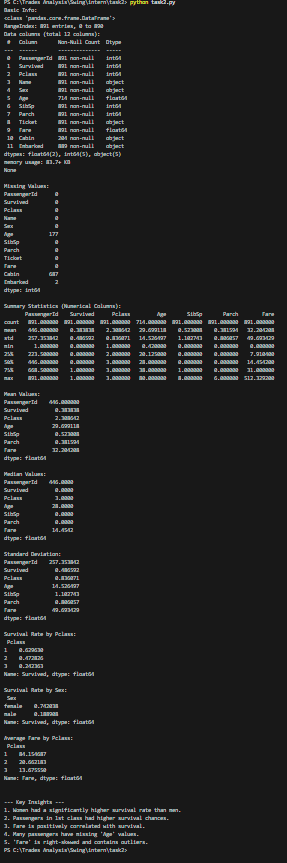 PS C:\Trades Analysis\Swing\intern\task2> python task2.py
Basic Info:
<class 'pandas.core.frame.DataFrame'>
RangeIndex: 891 entries, 0 to 890
Data columns (total 12 columns):
 #   Column       Non-Null Count  Dtype
---  ------       --------------  -----
 0   PassengerId  891 non-null    int64
 1   Survived     891 non-null    int64
 2   Pclass       891 non-null    int64
 3   Name         891 non-null    object
 4   Sex          891 non-null    object
 5   Age          714 non-null    float64
 6   SibSp        891 non-null    int64
 7   Parch        891 non-null    int64
 8   Ticket       891 non-null    object
 9   Fare         891 non-null    float64
 10  Cabin        204 non-null    object
 11  Embarked     889 non-null    object
dtypes: float64(2), int64(5), object(5)
memory usage: 83.7+ KB
None
Missing Values:
PassengerId      0
Survived         0
Pclass           0
Name             0
Sex              0
Age            177
SibSp            0
Parch            0
Ticket           0
Fare             0
Cabin          687
Embarked         2
dtype: int64
Summary Statistics (Numerical Columns):
       PassengerId    Survived      Pclass         Age       SibSp       Parch        Fare
count   891.000000  891.000000  891.000000  714.000000  891.000000  891.000000  891.000000
mean    446.000000    0.383838    2.308642   29.699118    0.523008    0.381594   32.204208
std     257.353842    0.486592    0.836071   14.526497    1.102743    0.806057   49.693429
min       1.000000    0.000000    1.000000    0.420000    0.000000    0.000000    0.000000
25%     223.500000    0.000000    2.000000   20.125000    0.000000    0.000000    7.910400
50%     446.000000    0.000000    3.000000   28.000000    0.000000    0.000000   14.454200
75%     668.500000    1.000000    3.000000   38.000000    1.000000    0.000000   31.000000
max     891.000000    1.000000    3.000000   80.000000    8.000000    6.000000  512.329200
Mean Values:
PassengerId    446.000000
Survived         0.383838
Pclass           2.308642
Age             29.699118
SibSp            0.523008
Parch            0.381594
Fare            32.204208
dtype: float64
Median Values:
PassengerId    446.0000
Survived         0.0000
Pclass           3.0000
Age             28.0000
SibSp            0.0000
Parch            0.0000
Fare            14.4542
dtype: float64
Standard Deviation:
PassengerId    257.353842
Survived         0.486592
Pclass           0.836071
Age             14.526497
SibSp            1.102743
Parch            0.806057
Fare            49.693429
dtype: float64
Survival Rate by Pclass:
 Pclass
1    0.629630
2    0.472826
3    0.242363
Name: Survived, dtype: float64
Survival Rate by Sex:
 Sex
female    0.742038
male      0.188908
Name: Survived, dtype: float64
Average Fare by Pclass:
 Pclass
1    84.154687
2    20.662183
3    13.675550
Name: Fare, dtype: float64
--- Key Insights ---
1. Women had a significantly higher survival rate than men.
2. Passengers in 1st class had higher survival chances.
3. Fare is positively correlated with survival.
4. Many passengers have missing 'Age' values.
5. 'Fare' is right-skewed and contains outliers.
PS C:\Trades Analysis\Swing\intern\task2>